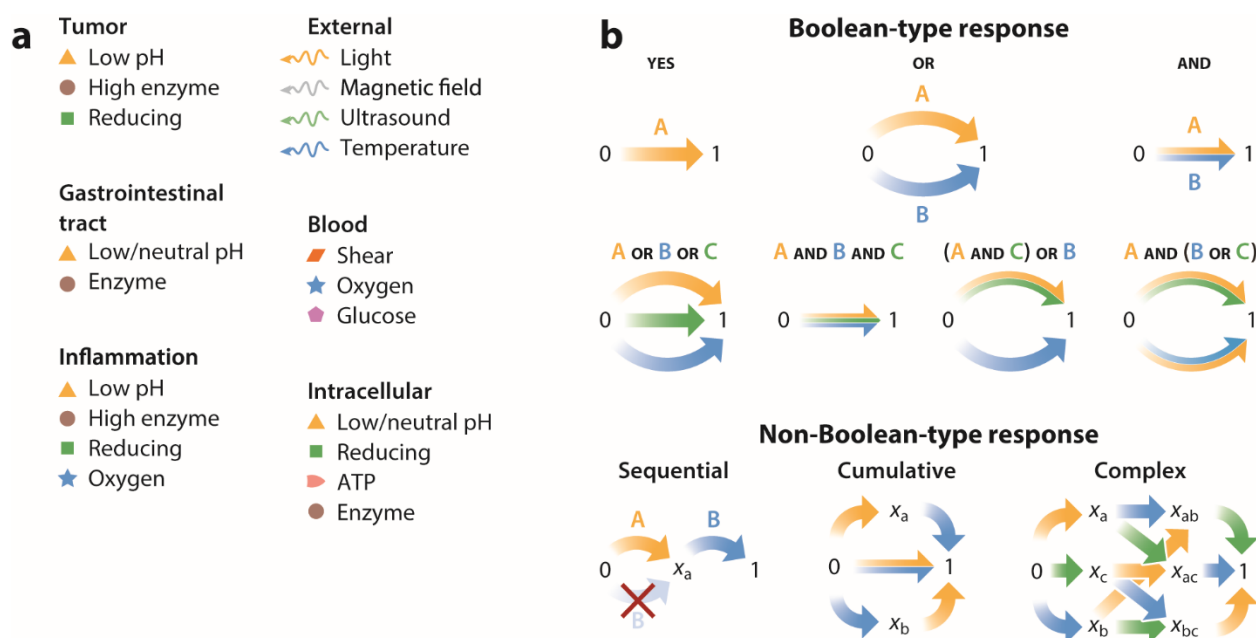 a
Tumor
Low pH
High enzyme
Reducing
External
Light
Magnetic field
Ultrasound
Temperature
Gastrointestinal
tract
Low/neutral pH
Enzyme
Blood
Shear
Oxygen
Glucose
Inflammation
Low pH
High enzyme
Reducing
Oxygen
Intracellular
Low/neutral pH
Reducing
ATP
Enzyme
b
Boolean-type response
YES
OR
AND
A
0 1
A
0 1
B
A
0 1
B
A OR B OR C
A AND B AND C
(A AND C) OR B
A AND (B OR C)
0 1
0 1
0 1
0 1
Non-Boolean-type response
Sequential
Cumulative
Complex
A B
0 xa 1
B
xa
0 1
xb
xa xab
0 xc xac 1
xb xbc